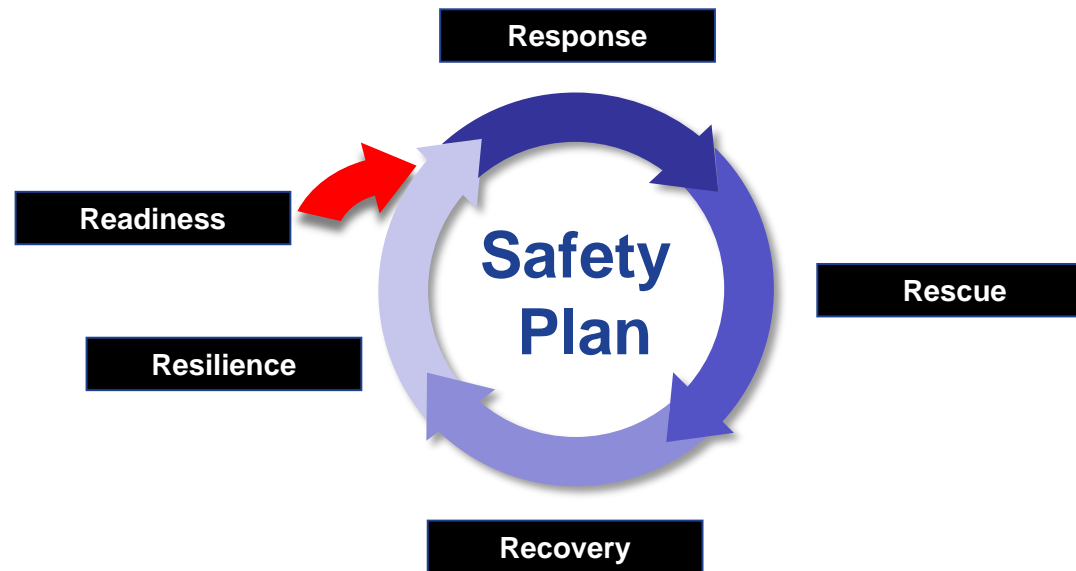 Response
Readiness
Safety
Plan
Rescue
Resilience
Recovery